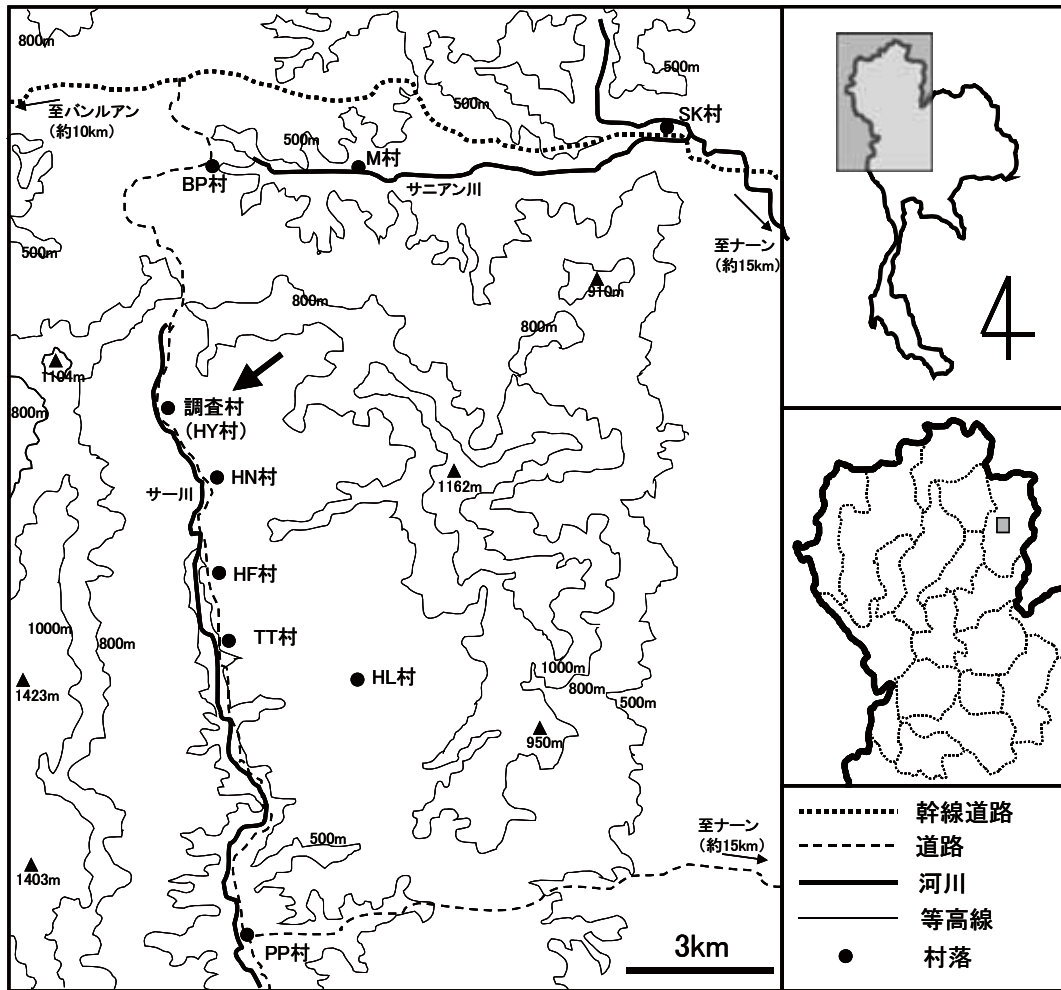 800m
500m
至バンルアン
(約10km)
500m
500m
SK村
M村
BP村
サニアン川
500m
至ナーン
(約15km)
910m
800m
800m
1104m
800m
調査村
(HY村)
HN村
1162m
サー川
HF村
1000m
800m
TT村
HL村
1000m
800m
500m
1423m
950m
500m
至ナーン
(約15km)
1403m
PP村
3km
幹線道路
道路
河川
等高線
村落